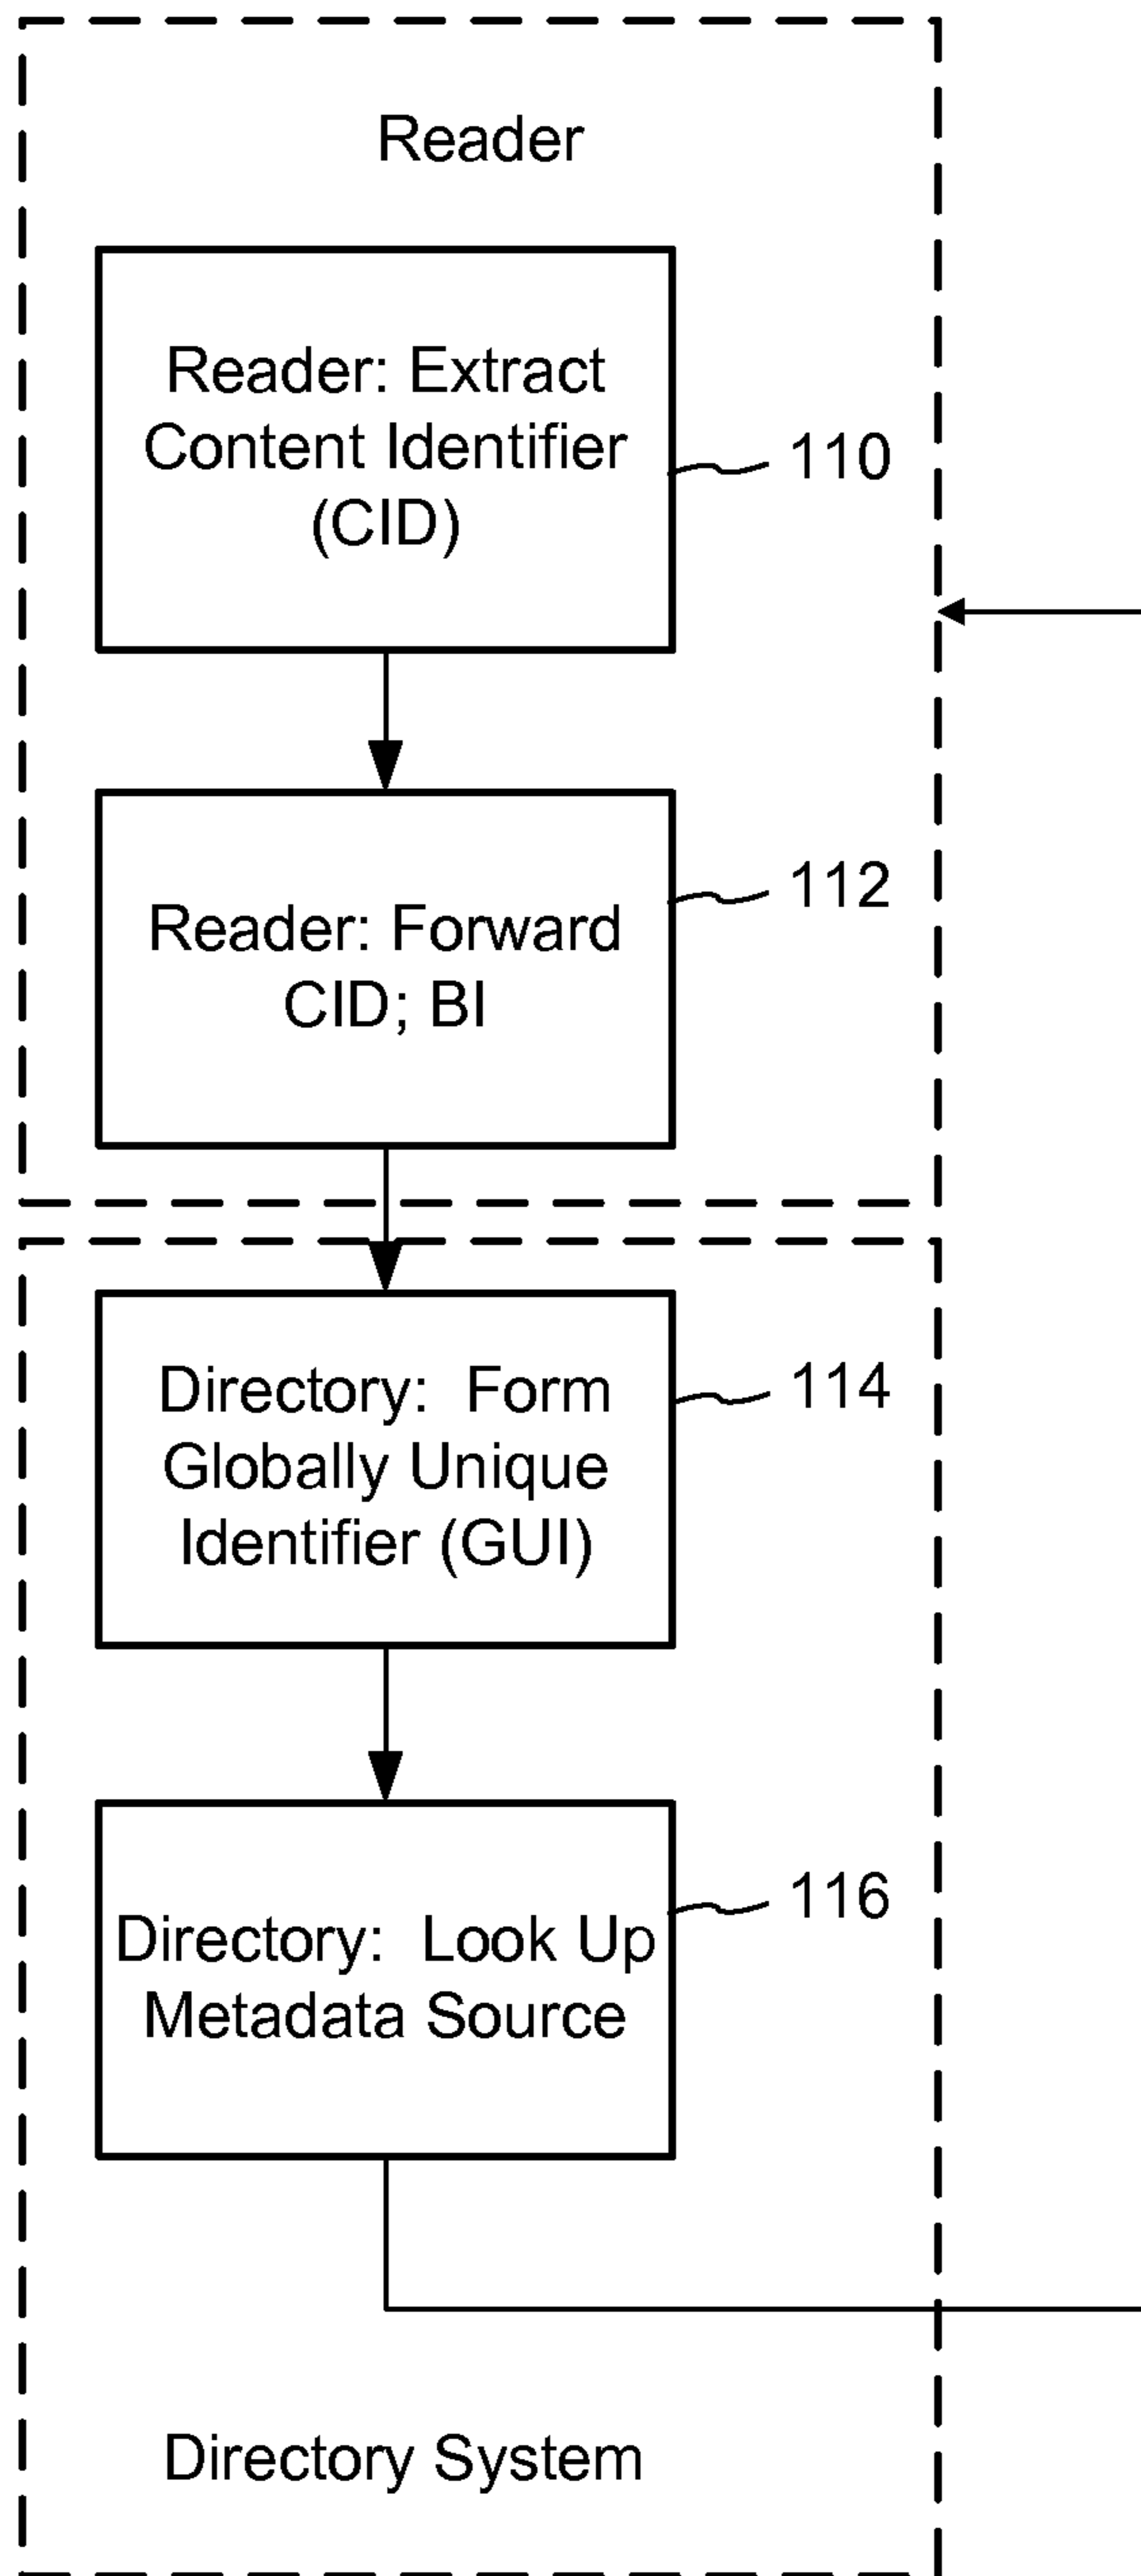 Reader
Reader: Extract
Content Identifier
(CID)
110
Reader: Forward
CID; BI
112
Directory:  Form
Globally Unique
Identifier (GUI)
114
Directory:  Look Up
Metadata Source
116
Directory System